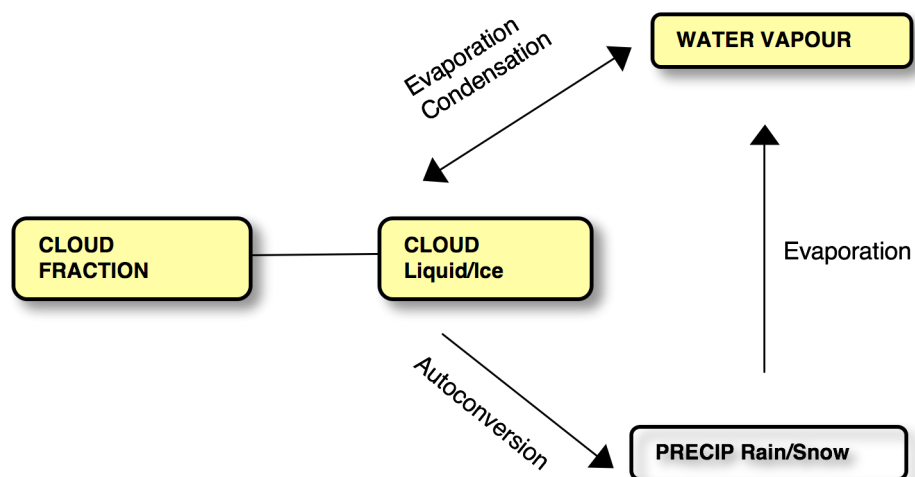 WATER VAPOUR
Evaporation
Condensation
CLOUD
FRACTION
CLOUD
Liquid/Ice
Evaporation
Autoconversion
PRECIP Rain/Snow